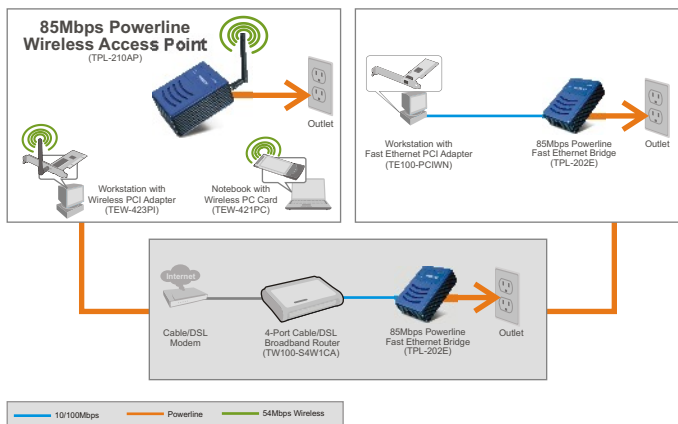 85Mbps Powerline
Wireless Access Point
(TPL-210AP)
Outlet
Workstation with
Wireless PCI Adapter
(TEW-423PI)
Notebook with
Wireless PC Card
(TEW-421PC)
Workstation with
Fast Ethernet PCI Adapter
(TE100-PCIWN)
85Mbps Powerline
Fast Ethernet Bridge
(TPL-202E)
Outlet
Internet
Cable/DSL
Modem
4-Port Cable/DSL
Broadband Router
(TW100-S4W1CA)
85Mbps Powerline
Fast Ethernet Bridge
(TPL-202E)
Outlet
10/100Mbps
Powerline
54Mbps Wireless